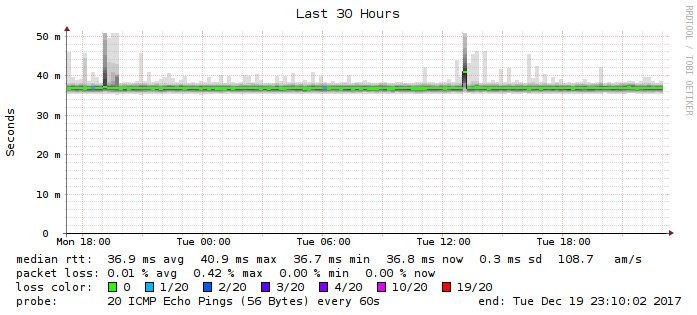 Last 30 Hours
RRDTOOL / TOBI OETIKER
Seconds
50 m
40 m
30 m
20 m
10 m
0
Mon 18:00 Tue 00:00 Tue 06:00 Tue 12:00 Tue 18:00
median rtt: 36.9 ms avg 40.9 ms max 36.7 ms min 36.8 ms now 0.3 ms sd 108.7 am/s
packet loss: 0.01 % avg 0.42 % max 0.00 % min 0.00 % now
loss color: 0 1/20 2/20 3/20 4/20 10/20 19/20
probe: 20 ICMP Echo Pings (56 Bytes) every 60s end: Tue Dec 19 23:10:02 2017